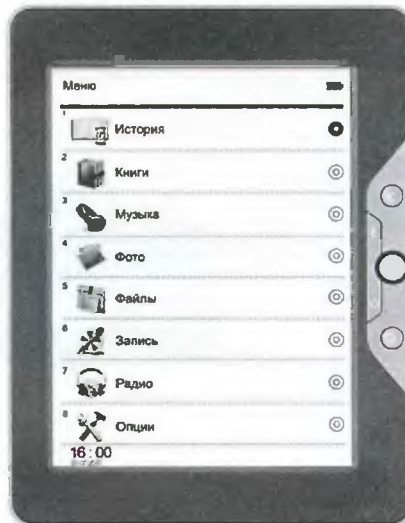 Меню
1
История
2
Книги
3
Музыка
4
Фото
5
Файлы
6
Запись
7
Радио
8
Опции
16:00